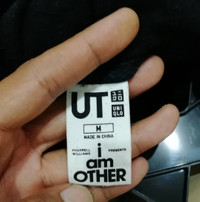 UT ユニクロ UNIQLO
M
MADE IN CHINA
PHARRELL WILLIAMS PRESENTS
i
am
OTHER